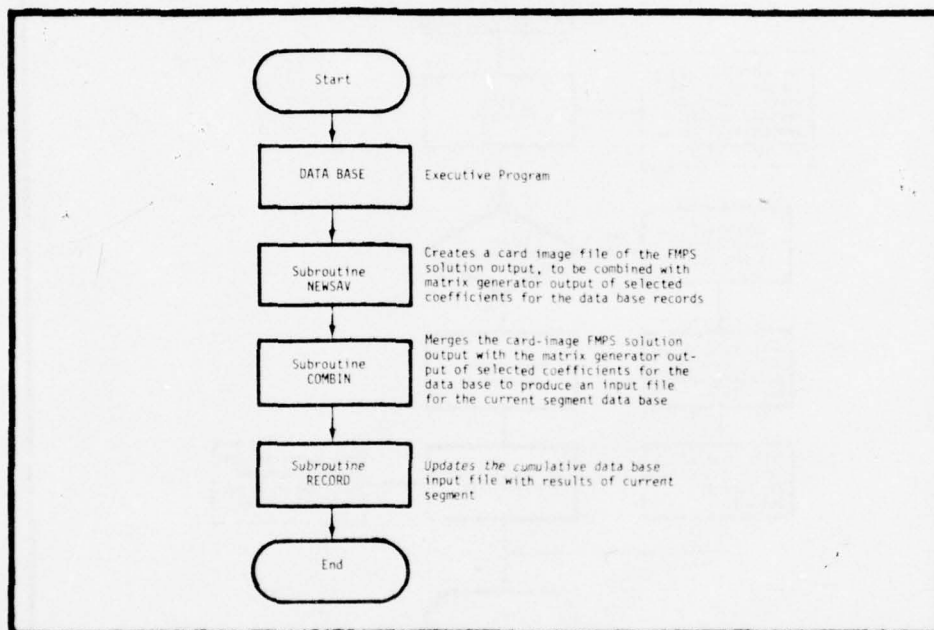 Start
DATA BASE
Executive Program
Subroutine
NEWSAV
Creates a card image file of the FMPS
solution output, to be combined with
matrix generator output of selected
coefficients for the data base records
Subroutine
COMBIN
Merges the card-image FMPS solution
output with the matrix generator out-
put of selected coefficients for the
data base to produce an input file
for the current segment data base
Subroutine
RECORD
Updates the cumulative data base
input file with results of current
segment
End